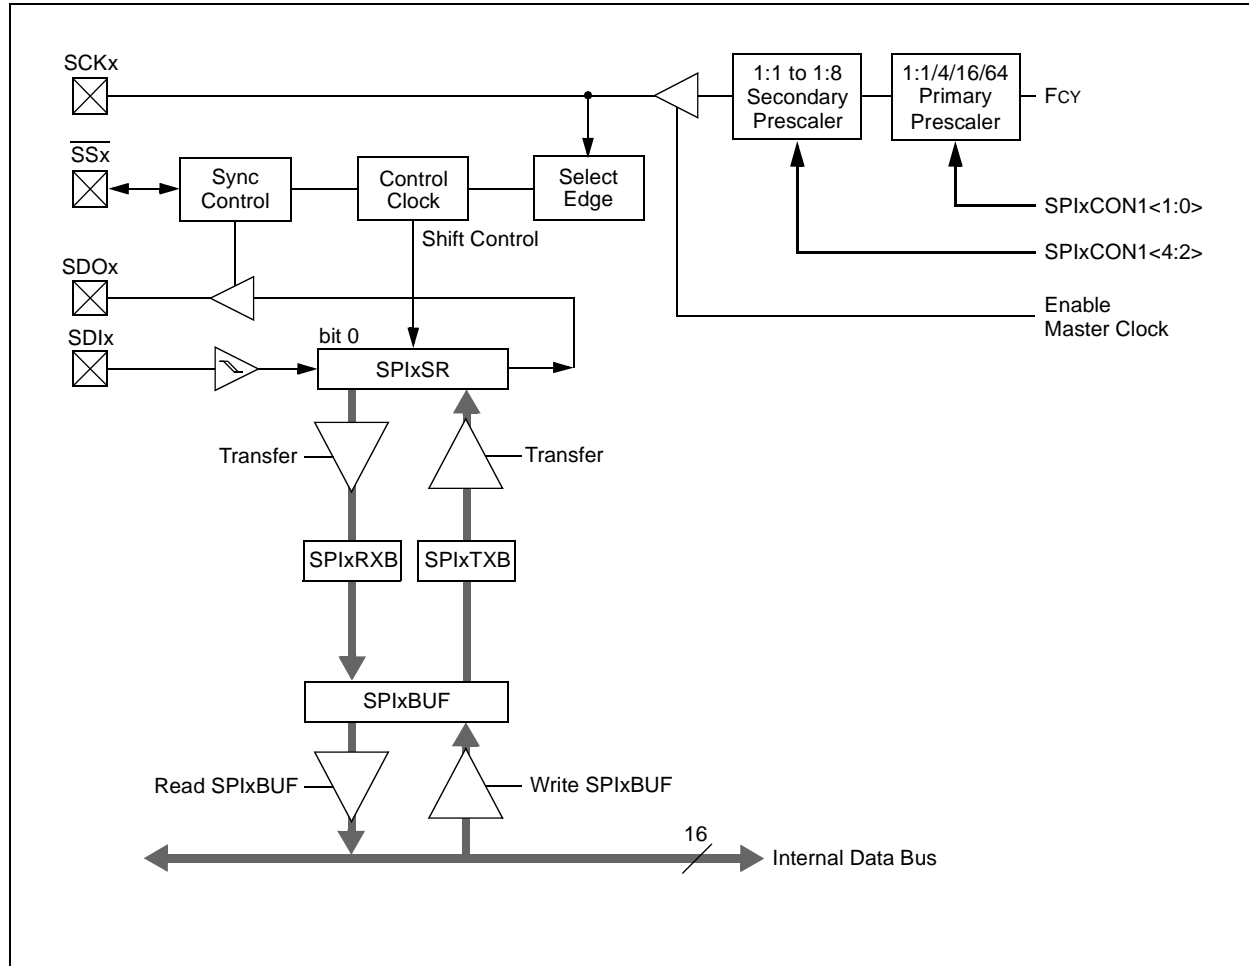 SCKx
1:1 to 1:8
Secondary
Prescaler
1:1/4/16/64
Primary
Prescaler
FCY
SSx
Sync
Control
Control
Clock
Select
Edge
SPIxCON1<1:0>
Shift Control
SPIxCON1<4:2>
SDOx
Enable
Master Clock
SDIx
bit 0
SPIxSR
Transfer
Transfer
SPIxRXB
SPIxTXB
SPIxBUF
Read SPIxBUF
Write SPIxBUF
16
Internal Data Bus